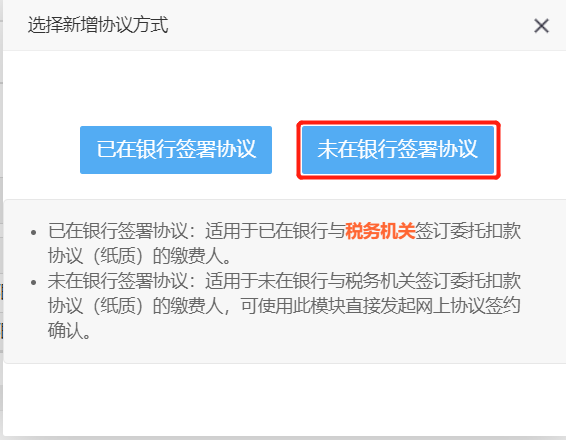 选择新增协议方式
已在银行签署协议
未在银行签署协议
已在银行签署协议：适用于已在银行与税务机关签订委托扣款
协议（纸质）的缴费人。
未在银行签署协议：适用于未在银行与税务机关签订委托扣款
协议（纸质）的缴费人，可使用此模块直接发起网上协议签约
确认。